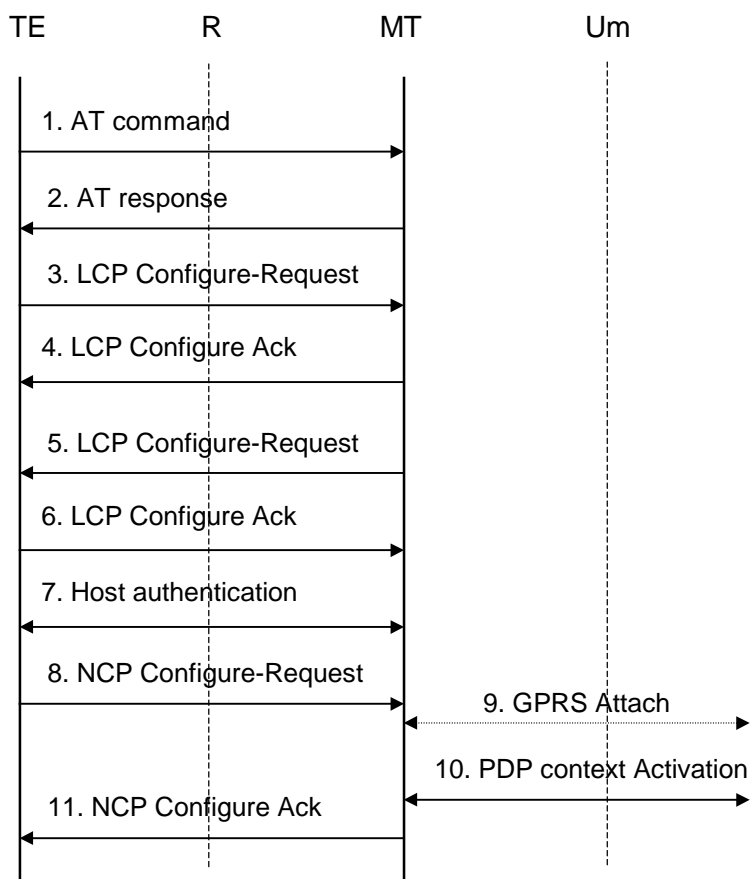 TE R MT Um
1. AT command
2. AT response
3. LCP Configure-Request
4. LCP Configure Ack
5. LCP Configure-Request
6. LCP Configure Ack
7. Host authentication
8. NCP Configure-Request
9. GPRS Attach
10. PDP context Activation
11. NCP Configure Ack